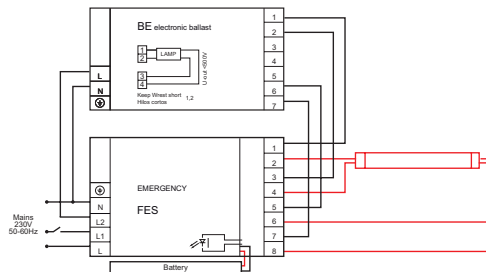 BE electronic ballast
1
2
3
4
5
6
7
1
2
3
4
LAMP
U-out <500V
Keep Wrest short
Hilos cortos
1,2
L
N
EMERGENCY
FES
N
L2
L1
L
1
2
3
4
5
6
7
8
Mains
230V
50-60Hz
Battery